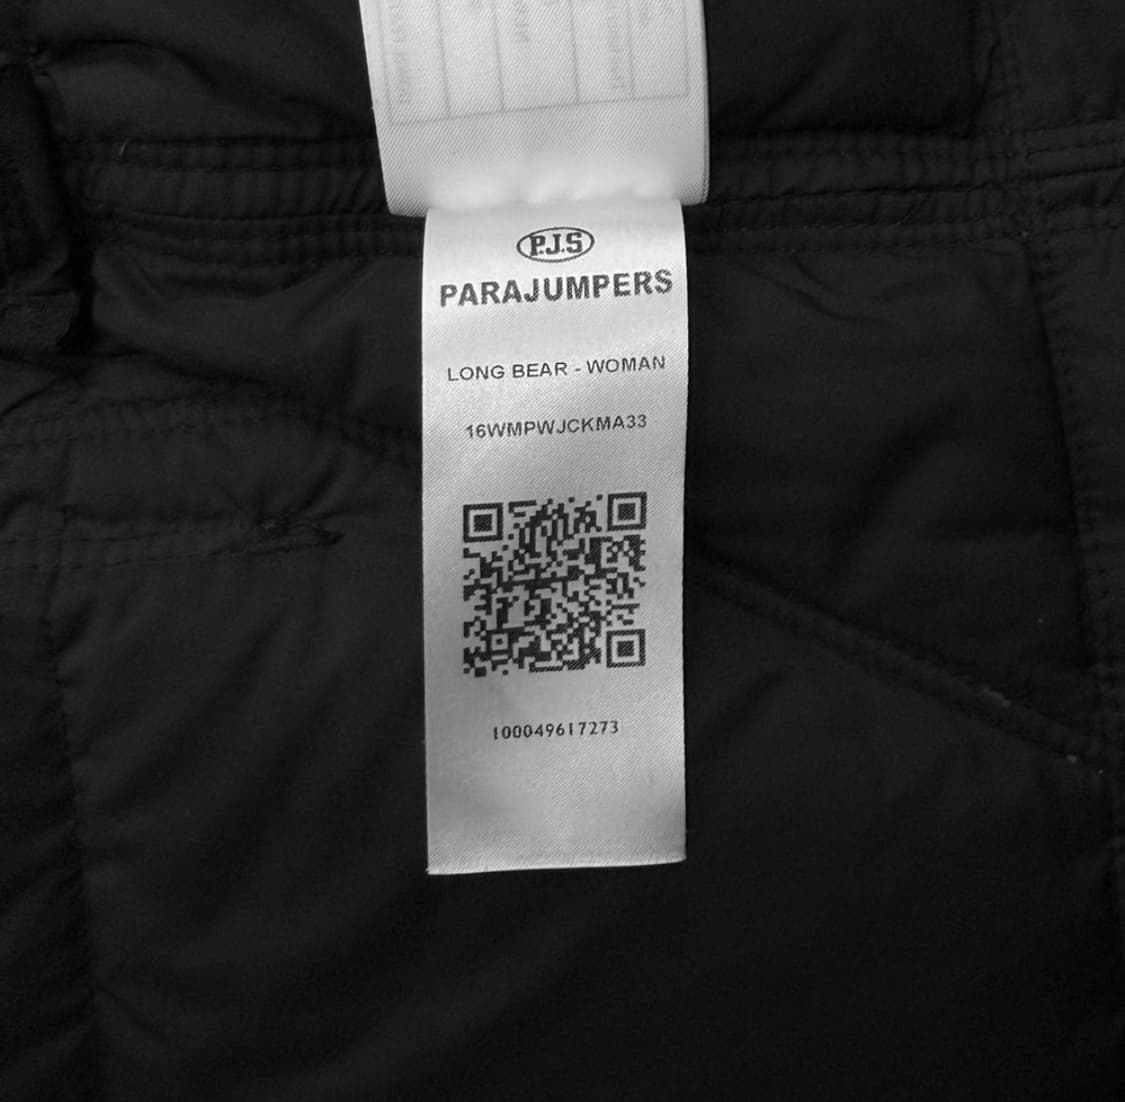 P.J.S
PARAJUMPERS
LONG BEAR - WOMAN
16WMPWJCKMA33
100049617273